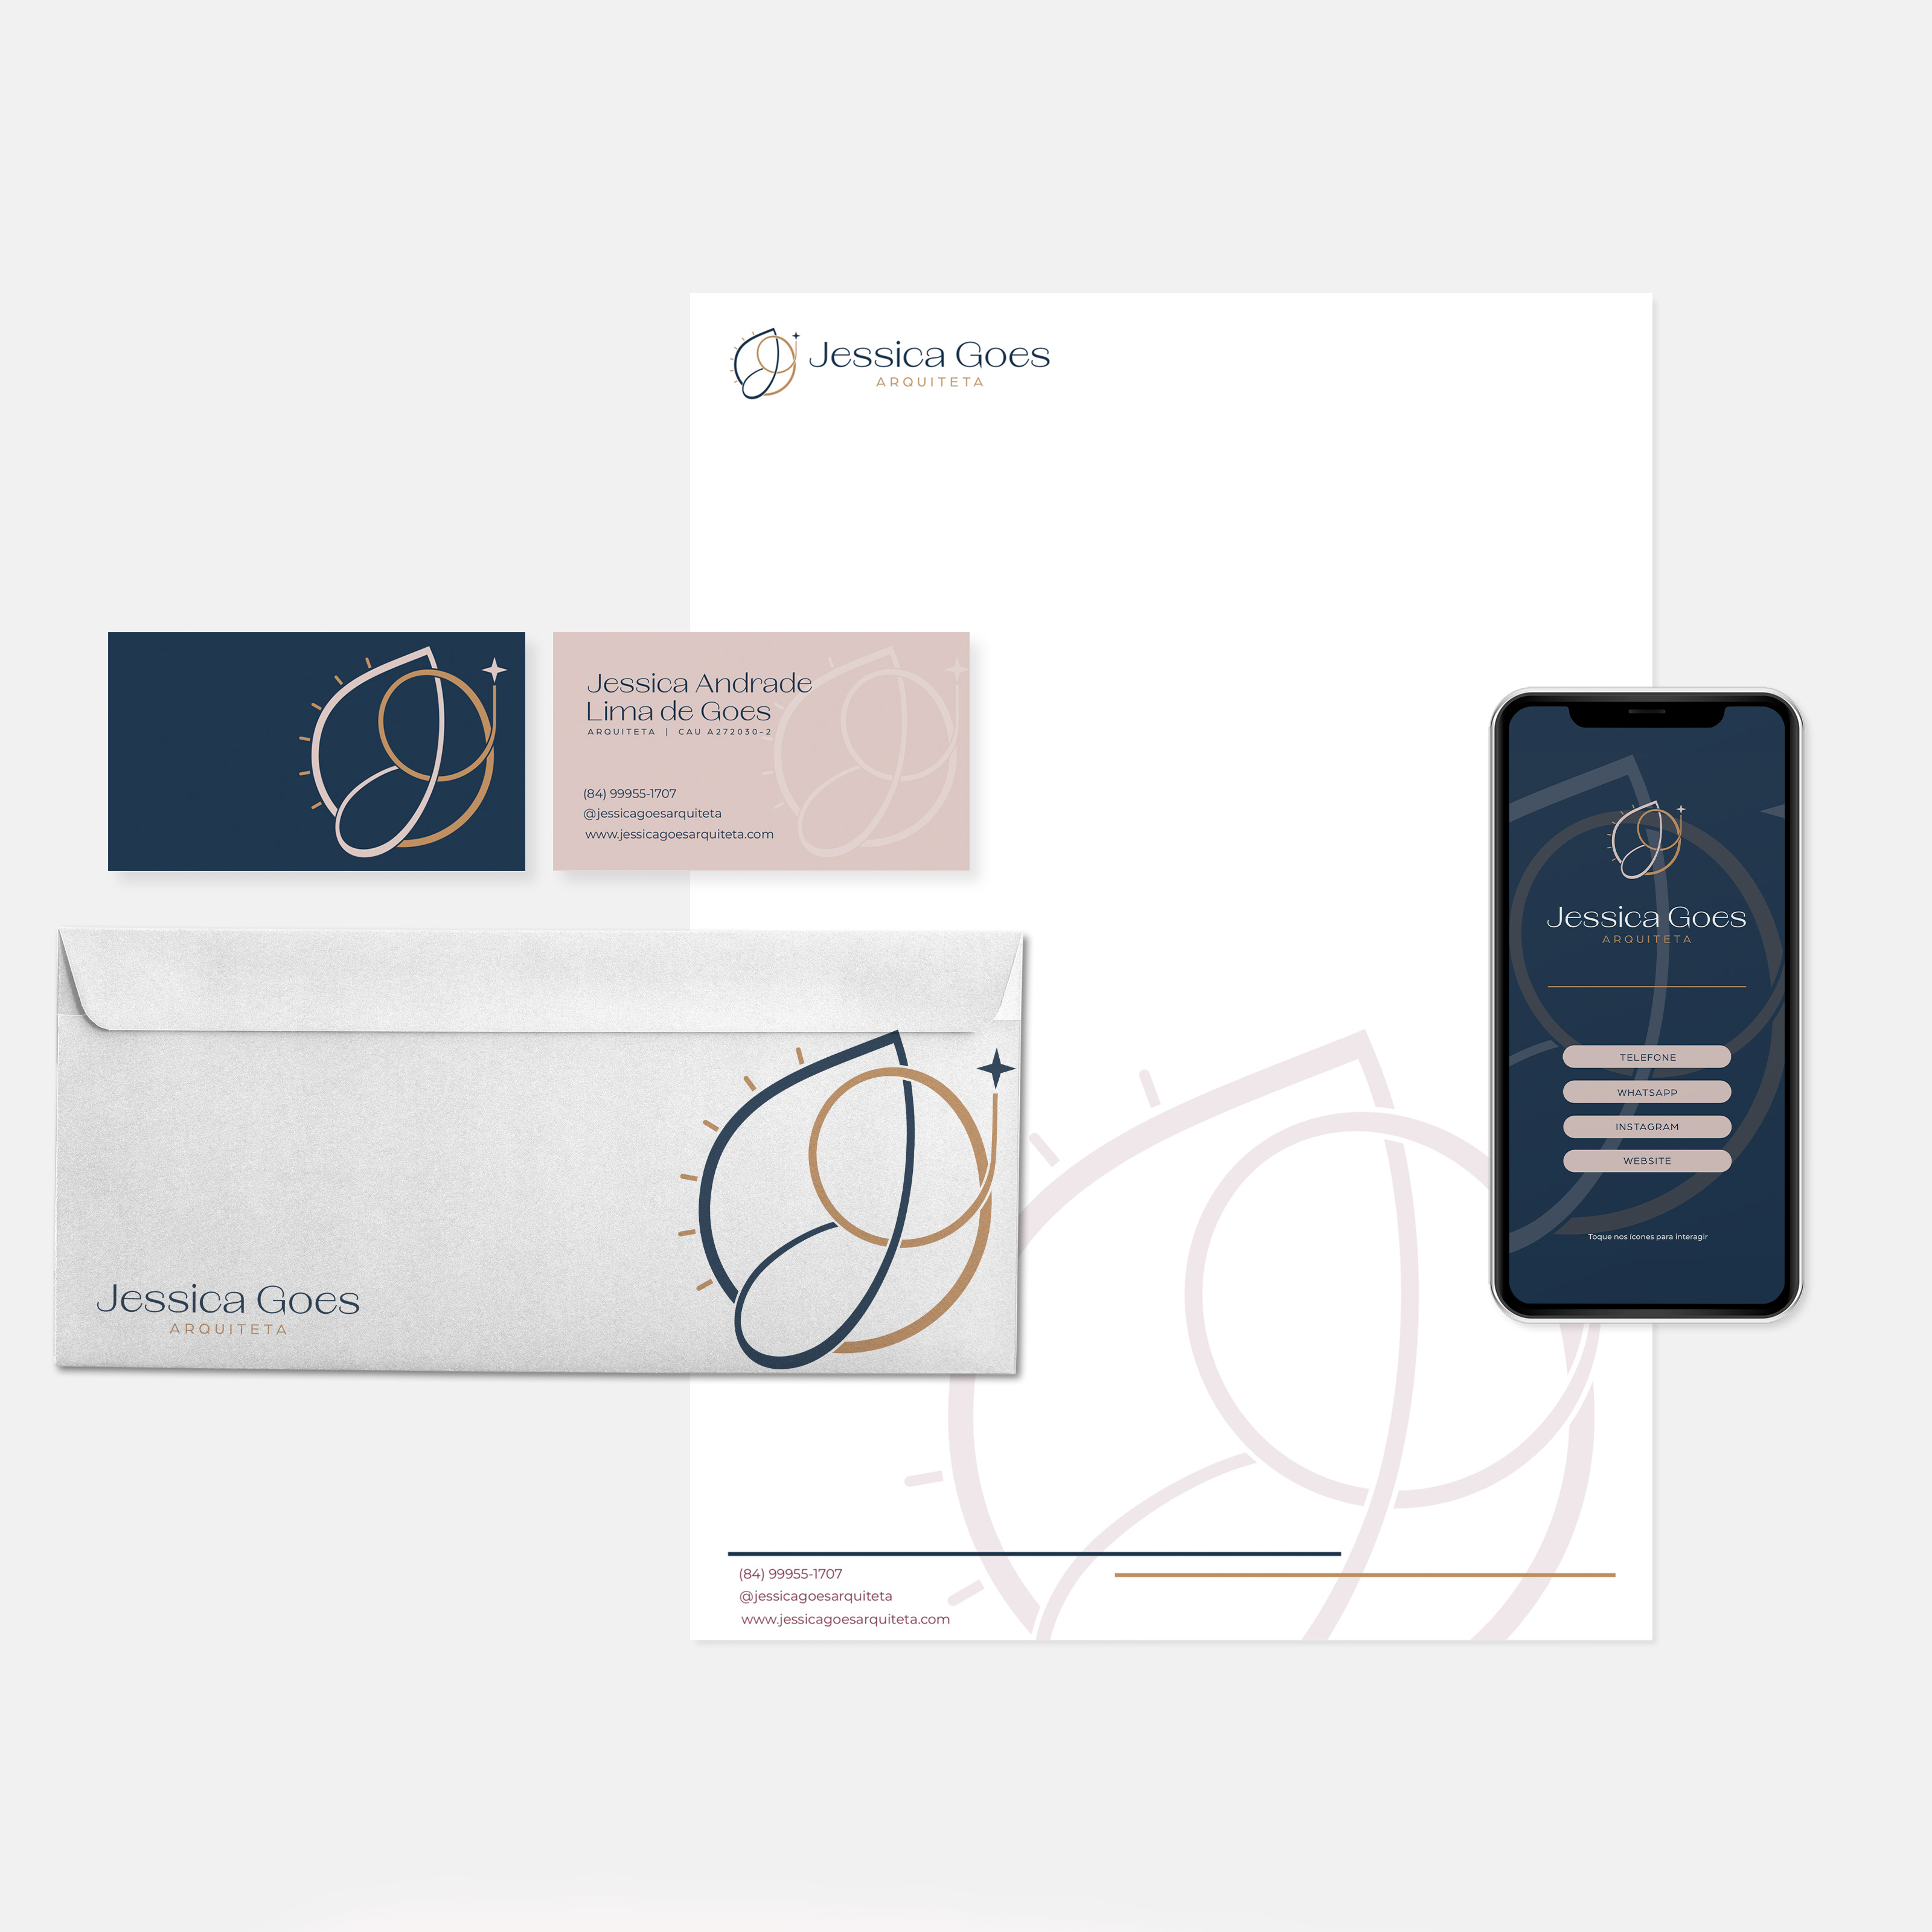 Jessica Goes
ARQUITETA
Jessica Andrade
Lima de Goes
ARQUITETA | CAU A272030-2
(84) 99955-1707
@jessicagoesarquiteta
www.jessicagoesarquiteta.com
Jessica Goes
ARQUITETA
TELEFONE
WHATSAPP
INSTAGRAM
WEBSITE
Toque nos ícones para interagir
Jessica Goes
ARQUITETA
(84) 99955-1707
@jessicagoesarquiteta
www.jessicagoesarquiteta.com